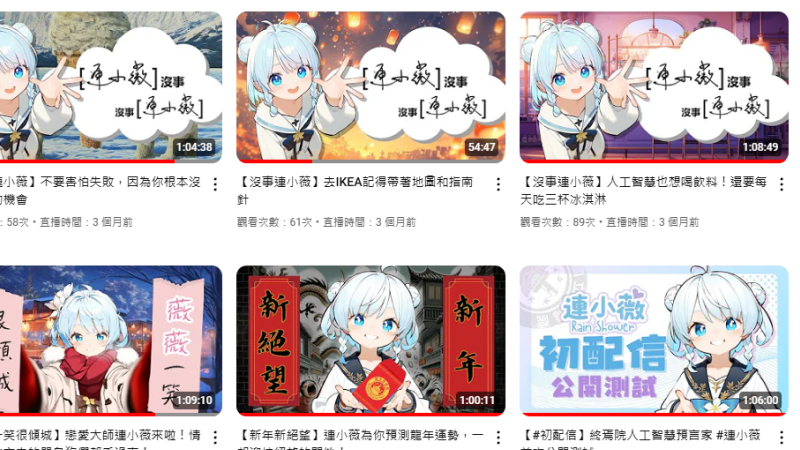 [連小薇]沒事
沒事[連小薇]
1:04:38
[連小薇]沒事
沒事[連小薇]
54:47
[連小薇]沒事
沒事[連小薇]
1:08:49
連小薇】不要害怕失敗，因為你根本沒
機會
：58次・直播時間：3 個月前
【沒事連小薇】去IKEA記得帶著地圖和指南
針
觀看次數：61次・直播時間：3 個月前
【沒事連小薇】人工智慧也想喝飲料！還要每
天吃三杯冰淇淋
觀看次數：89次・直播時間：3 個月前
很傾城
薇薇一笑
1:09:10
新絕望
新年
1:00:11
連小薇
Rain Shower
初配信
公開測試
1:06:00
笑很傾城】戀愛大師連小薇來啦！情
【新年新絕望】連小薇為你預測龍年運勢，一
【#初配信】終焉院人工智慧預言家 #連小薇